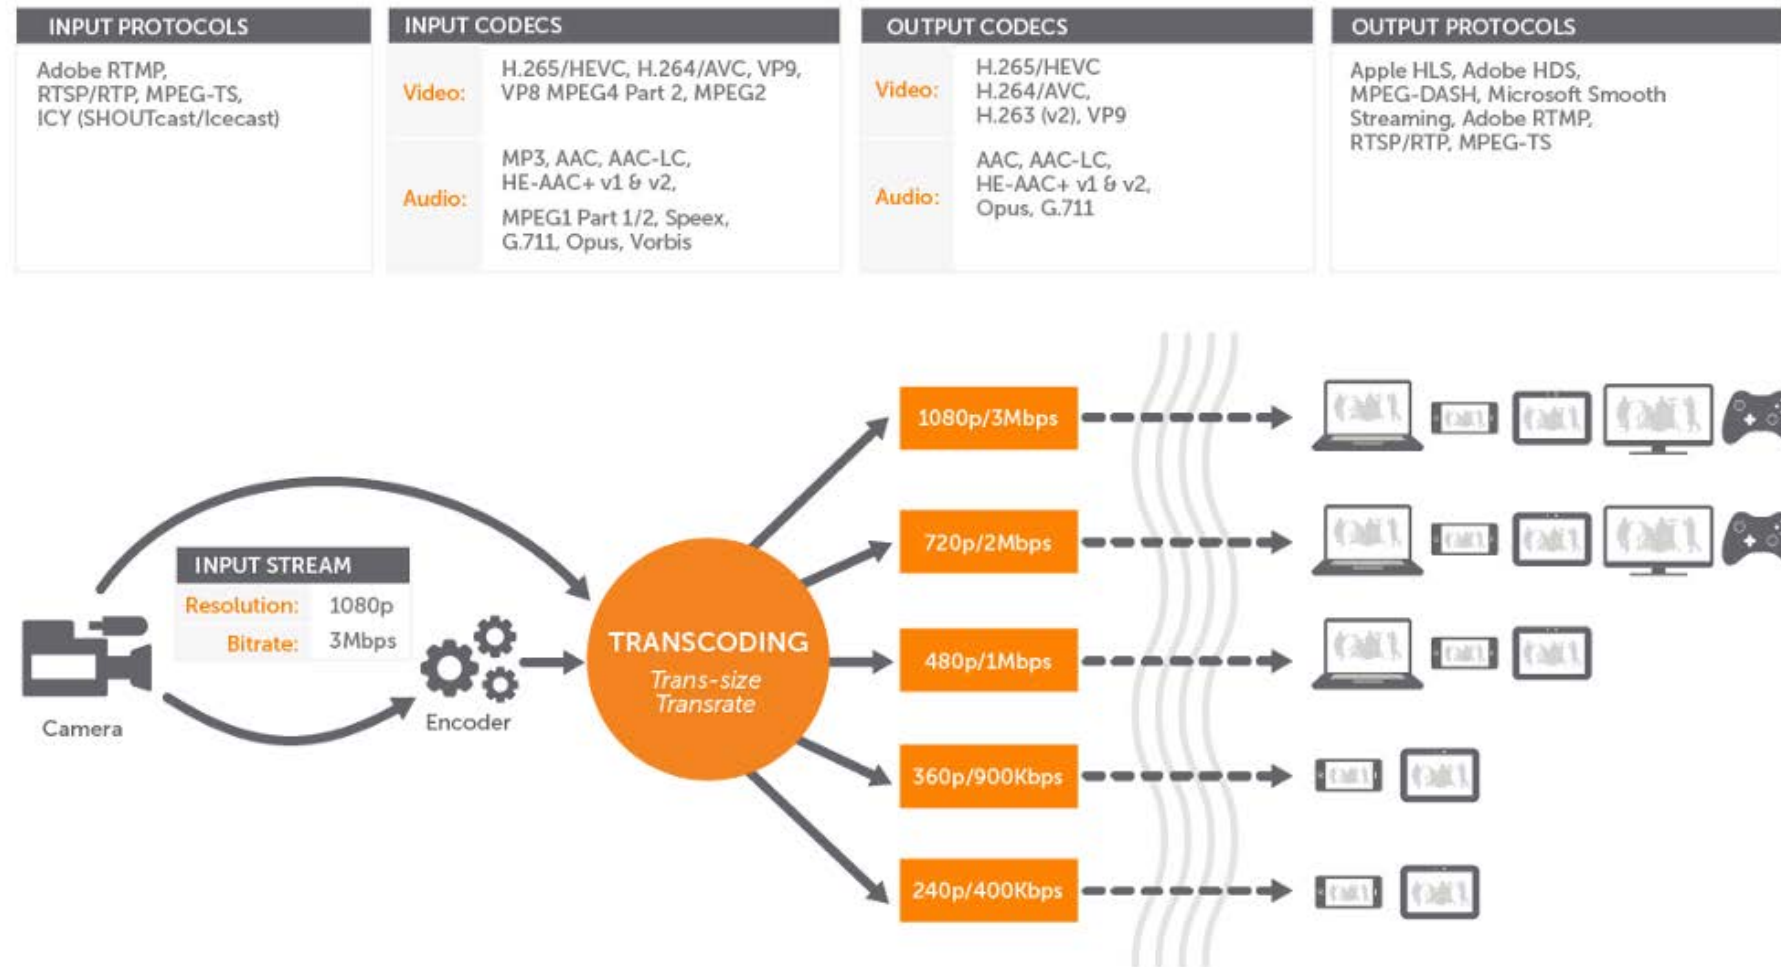 INPUT PROTOCOLS
Adobe RTMP,
RTSP/RTP, MPEG-TS,
ICY (SHOUTcast/Icecast)
INPUT CODECS
Video:
H.265/HEVC, H.264/AVC, VP9,
VP8 MPEG4 Part 2, MPEG2
Audio:
MP3, AAC, AAC-LC,
HE-AAC+ v1 & v2,
MPEG1 Part 1/2, Speex,
G.711, Opus, Vorbis
OUTPUT CODECS
Video:
H.265/HEVC
H.264/AVC,
H.263 (v2), VP9
Audio:
AAC, AAC-LC,
HE-AAC+ v1 & v2,
Opus, G.711
OUTPUT PROTOCOLS
Apple HLS, Adobe HDS,
MPEG-DASH, Microsoft Smooth
Streaming, Adobe RTMP,
RTSP/RTP, MPEG-TS
INPUT STREAM
Resolution: 1080p
Bitrate: 3Mbps
Camera
Encoder
TRANSCODING
Trans-size
Transrate
1080p/3Mbps
720p/2Mbps
480p/1Mbps
360p/900Kbps
240p/400Kbps